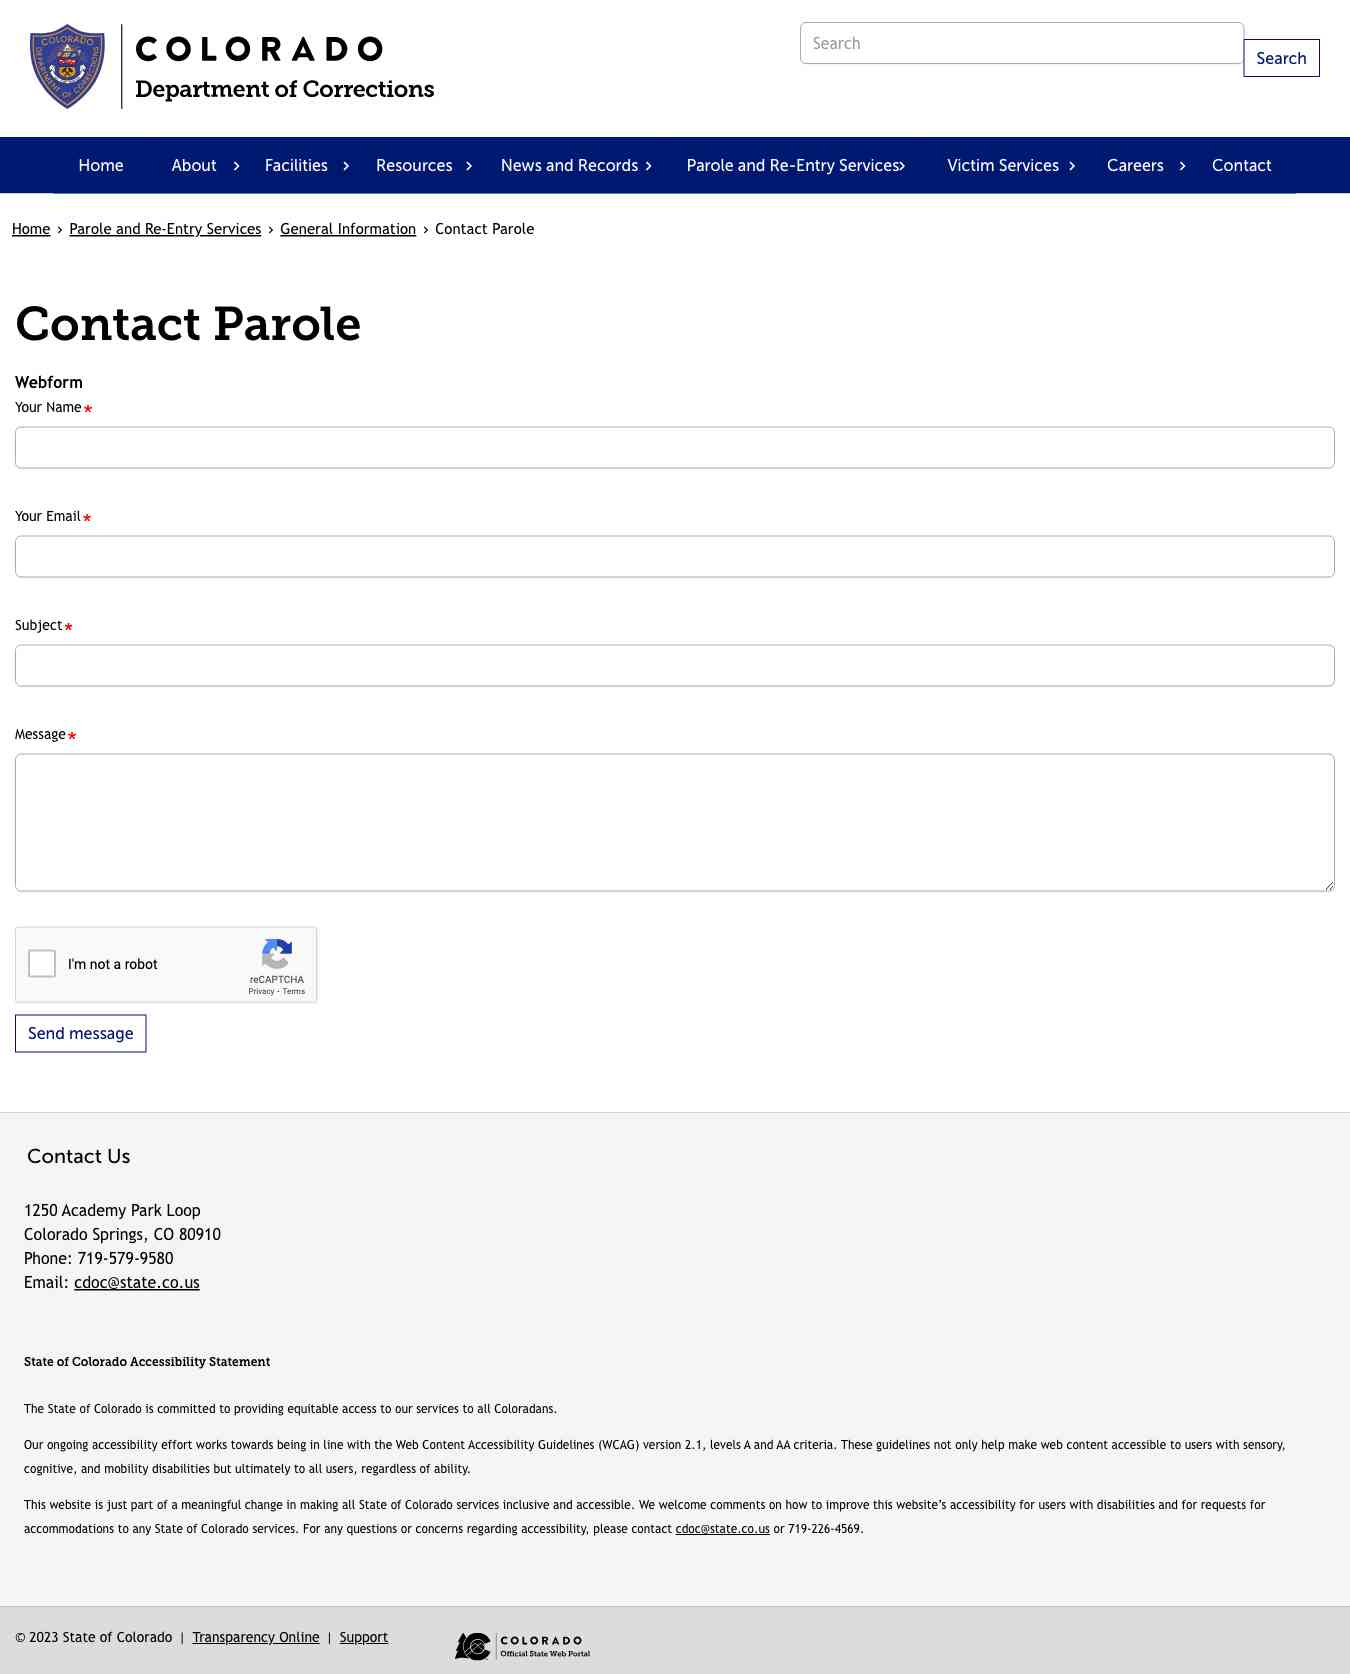 COLORADO
Department of Corrections
Search
Search
Home About Facilities Resources News and Records Parole and Re-Entry Services Victim Services Careers Contact
Home › Parole and Re-Entry Services › General Information › Contact Parole
Contact Parole
Webform
Your Name*
Your Email*
Subject*
Message*
I'm not a robot
reCAPTCHA
Privacy - Terms
Send message
Contact Us
1250 Academy Park Loop
Colorado Springs, CO 80910
Phone: 719-579-9580
Email: cdoc@state.co.us
State of Colorado Accessibility Statement
The State of Colorado is committed to providing equitable access to our services to all Coloradans.
Our ongoing accessibility effort works towards being in line with the Web Content Accessibility Guidelines (WCAG) version 2.1, levels A and AA criteria. These guidelines not only help make web content accessible to users with sensory,
cognitive, and mobility disabilities but ultimately to all users, regardless of ability.
This website is just part of a meaningful change in making all State of Colorado services inclusive and accessible. We welcome comments on how to improve this website’s accessibility for users with disabilities and for requests for
accommodations to any State of Colorado services. For any questions or concerns regarding accessibility, please contact cdoc@state.co.us or 719-226-4569.
© 2023 State of Colorado | Transparency Online | Support
COLORADO
Official State Web Portal